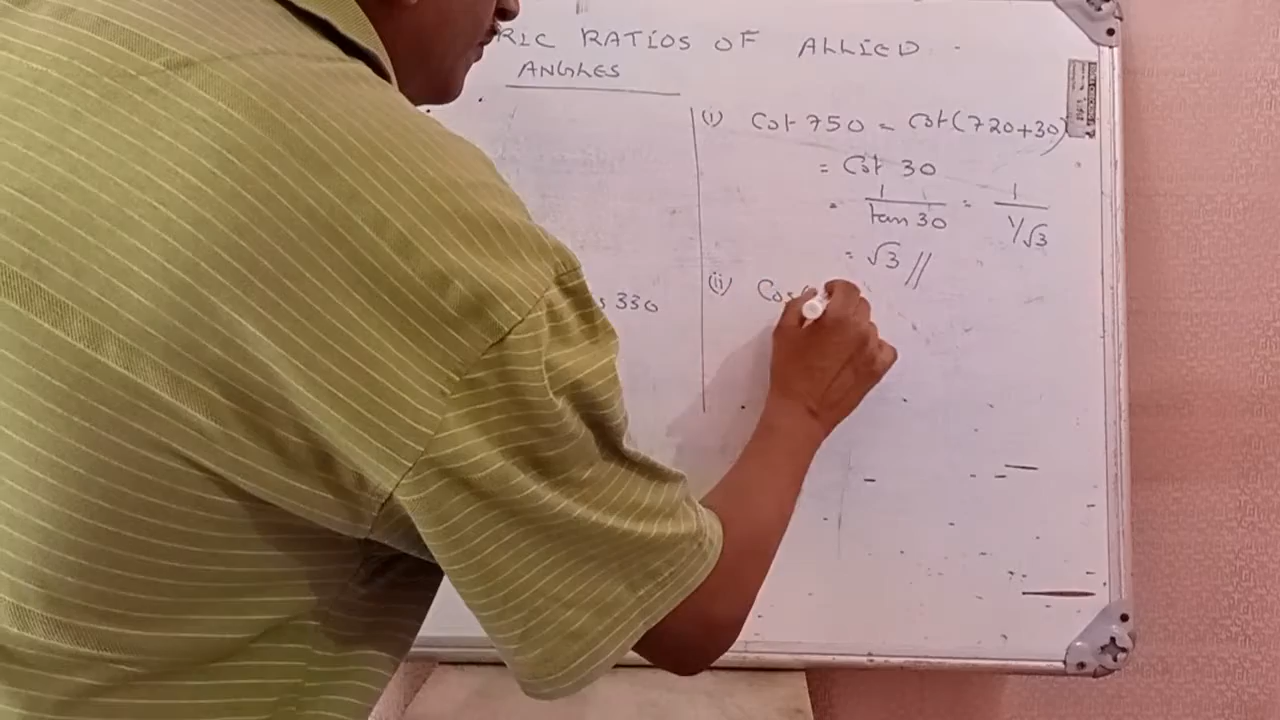 RIC RATIOS OF ALLIED
ANGLES
(i) Cot 750 = Cot(720+30)
= Cot 30
= 1/tan 30 = 1/1/√3
= √3 //
(ii) Cos
330